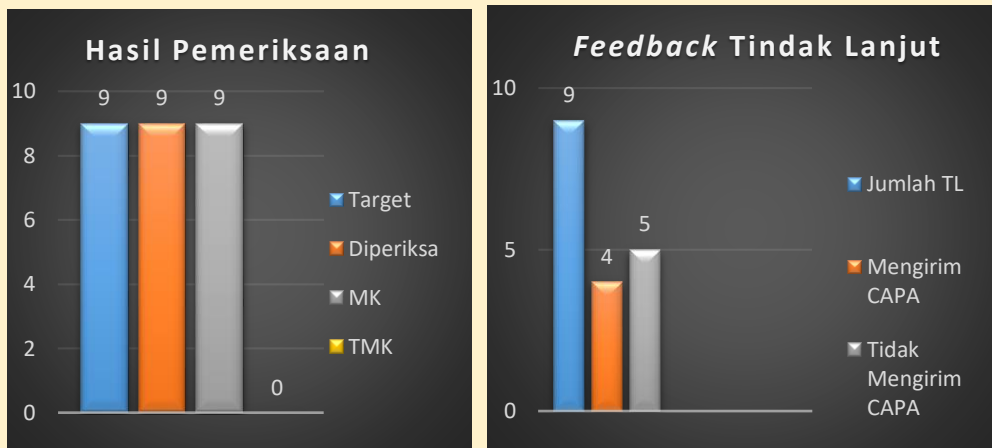 Hasil Pemeriksaan
10
8
6
4
2
0
9
9
9
0
Target
Diperiksa
MK
TMK
Feedback Tindak Lanjut
10
5
0
9
4
5
Jumlah TL
Mengirim
CAPA
Tidak
Mengirim
CAPA